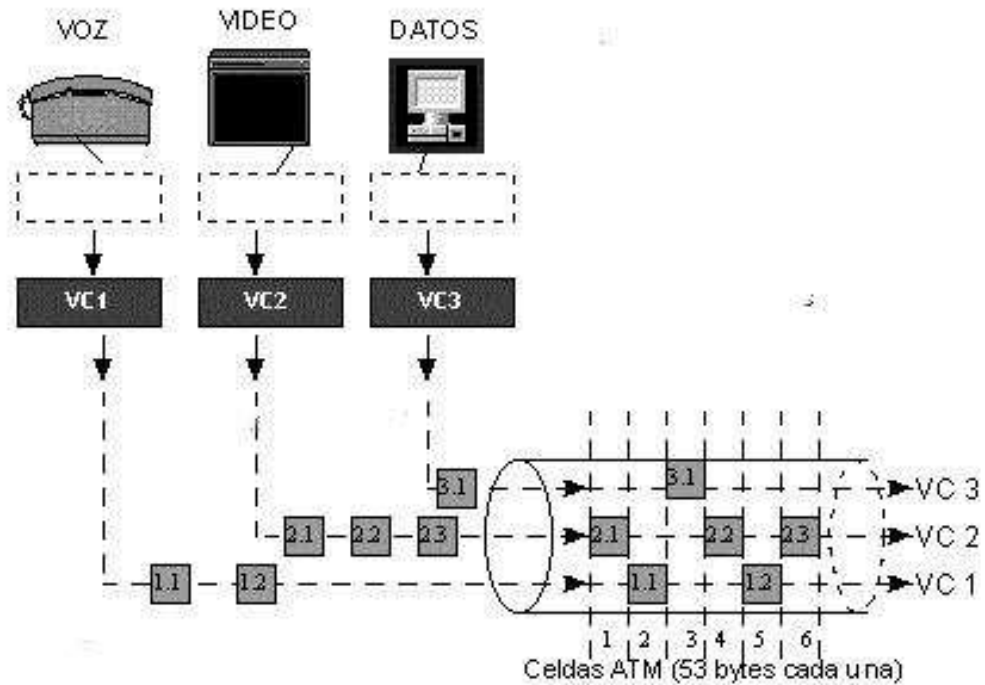 VOZ VIDEO DATOS
VC1 VC2 VC3
3.1 3.1 VC 3
2.1 2.2 2.3 2.1 2.2 2.3 VC 2
1.1 1.2 1.1 1.2 VC 1
1 2 3 4 5 6
Celdas ATM (53 bytes cada una)